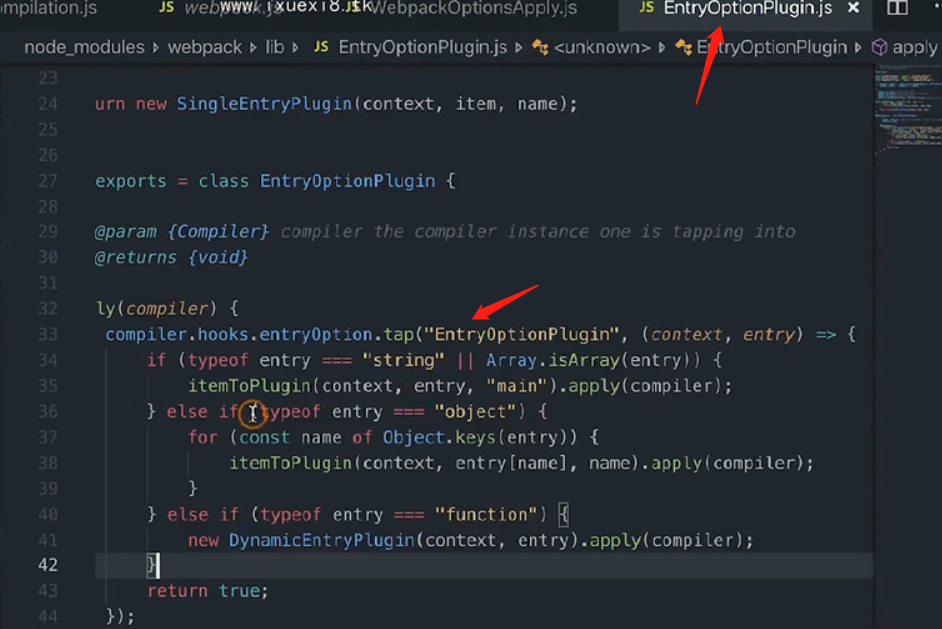 ompilation.js JS webpack.js JS WebpackOptionsApply.js JS EntryOptionPlugin.js ×
node_modules › webpack › lib › JS EntryOptionPlugin.js › <unknown> › EntryOptionPlugin › apply
23
24 urn new SingleEntryPlugin(context, item, name);
25
26
27 exports = class EntryOptionPlugin {
28
29 @param {Compiler} compiler the compiler instance one is tapping into
30 @returns {void}
31
32 ly(compiler) {
33 compiler.hooks.entryOption.tap("EntryOptionPlugin", (context, entry) => {
34 if (typeof entry === "string" || Array.isArray(entry)) {
35 itemToPlugin(context, entry, "main").apply(compiler);
36 } else if (typeof entry === "object") {
37 for (const name of Object.keys(entry)) {
38 itemToPlugin(context, entry[name], name).apply(compiler);
39 }
40 } else if (typeof entry === "function") {
41 new DynamicEntryPlugin(context, entry).apply(compiler);
42 }
43 return true;
44 });